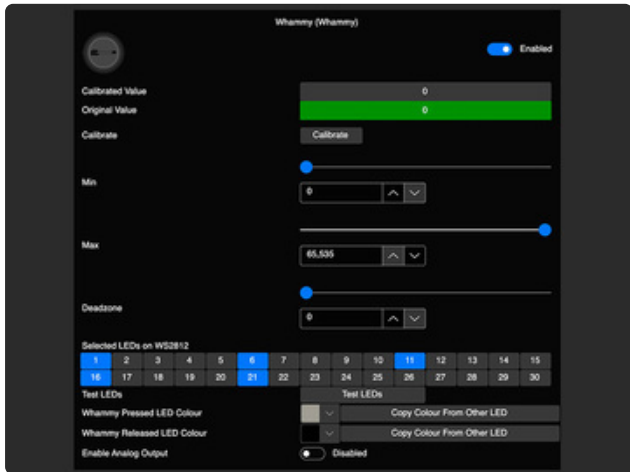 Whammy (Whammy)
Enabled
Calibrated Value 0
Original Value 0
Calibrate Calibrate
Min
0
Max
65,535
Deadzone
0
Selected LEDs on WS2812
1 2 3 4 5 6 7 8 9 10 11 12 13 14 15
16 17 18 19 20 21 22 23 24 25 26 27 28 29 30
Test LEDs Test LEDs
Whammy Pressed LED Colour Copy Colour From Other LED
Whammy Released LED Colour Copy Colour From Other LED
Enable Analog Output Disabled